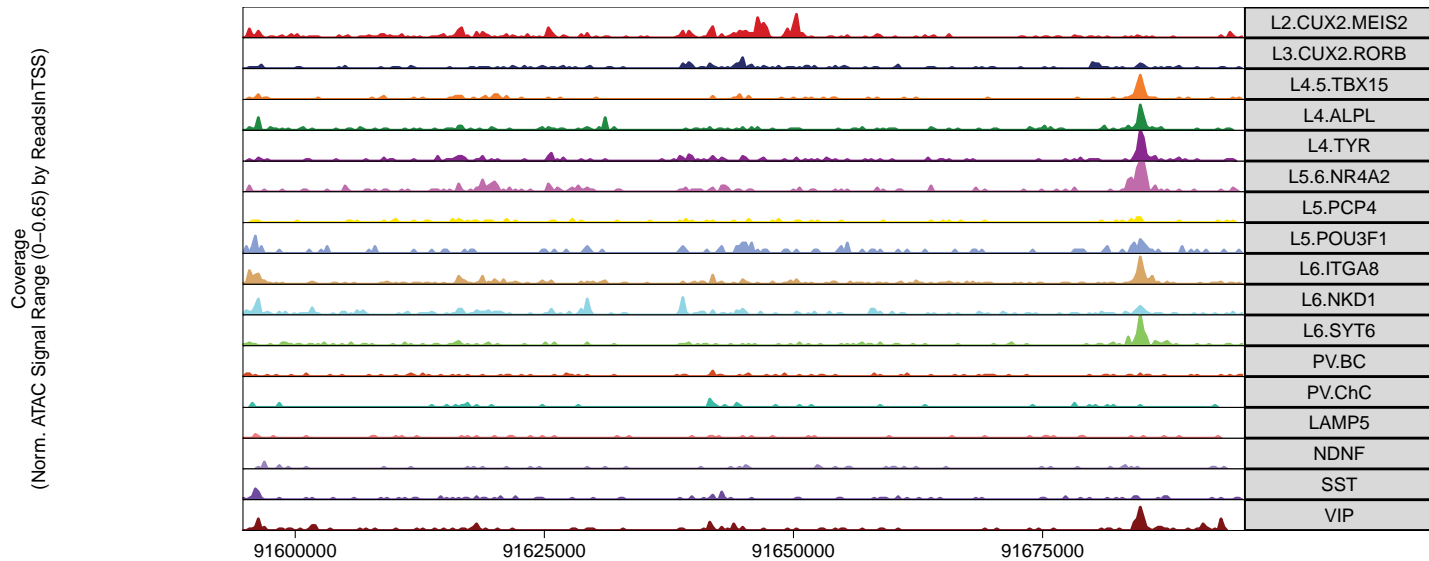 Coverage
(Norm. ATAC Signal Range (0−0.65) by ReadsInTSS)
L2.CUX2.MEIS2
L3.CUX2.RORB
L4.5.TBX15
L4.ALPL
L4.TYR
L5.6.NR4A2
L5.PCP4
L5.POU3F1
L6.ITGA8
L6.NKD1
L6.SYT6
PV.BC
PV.ChC
LAMP5
NDNF
SST
VIP
91600000 91625000 91650000 91675000